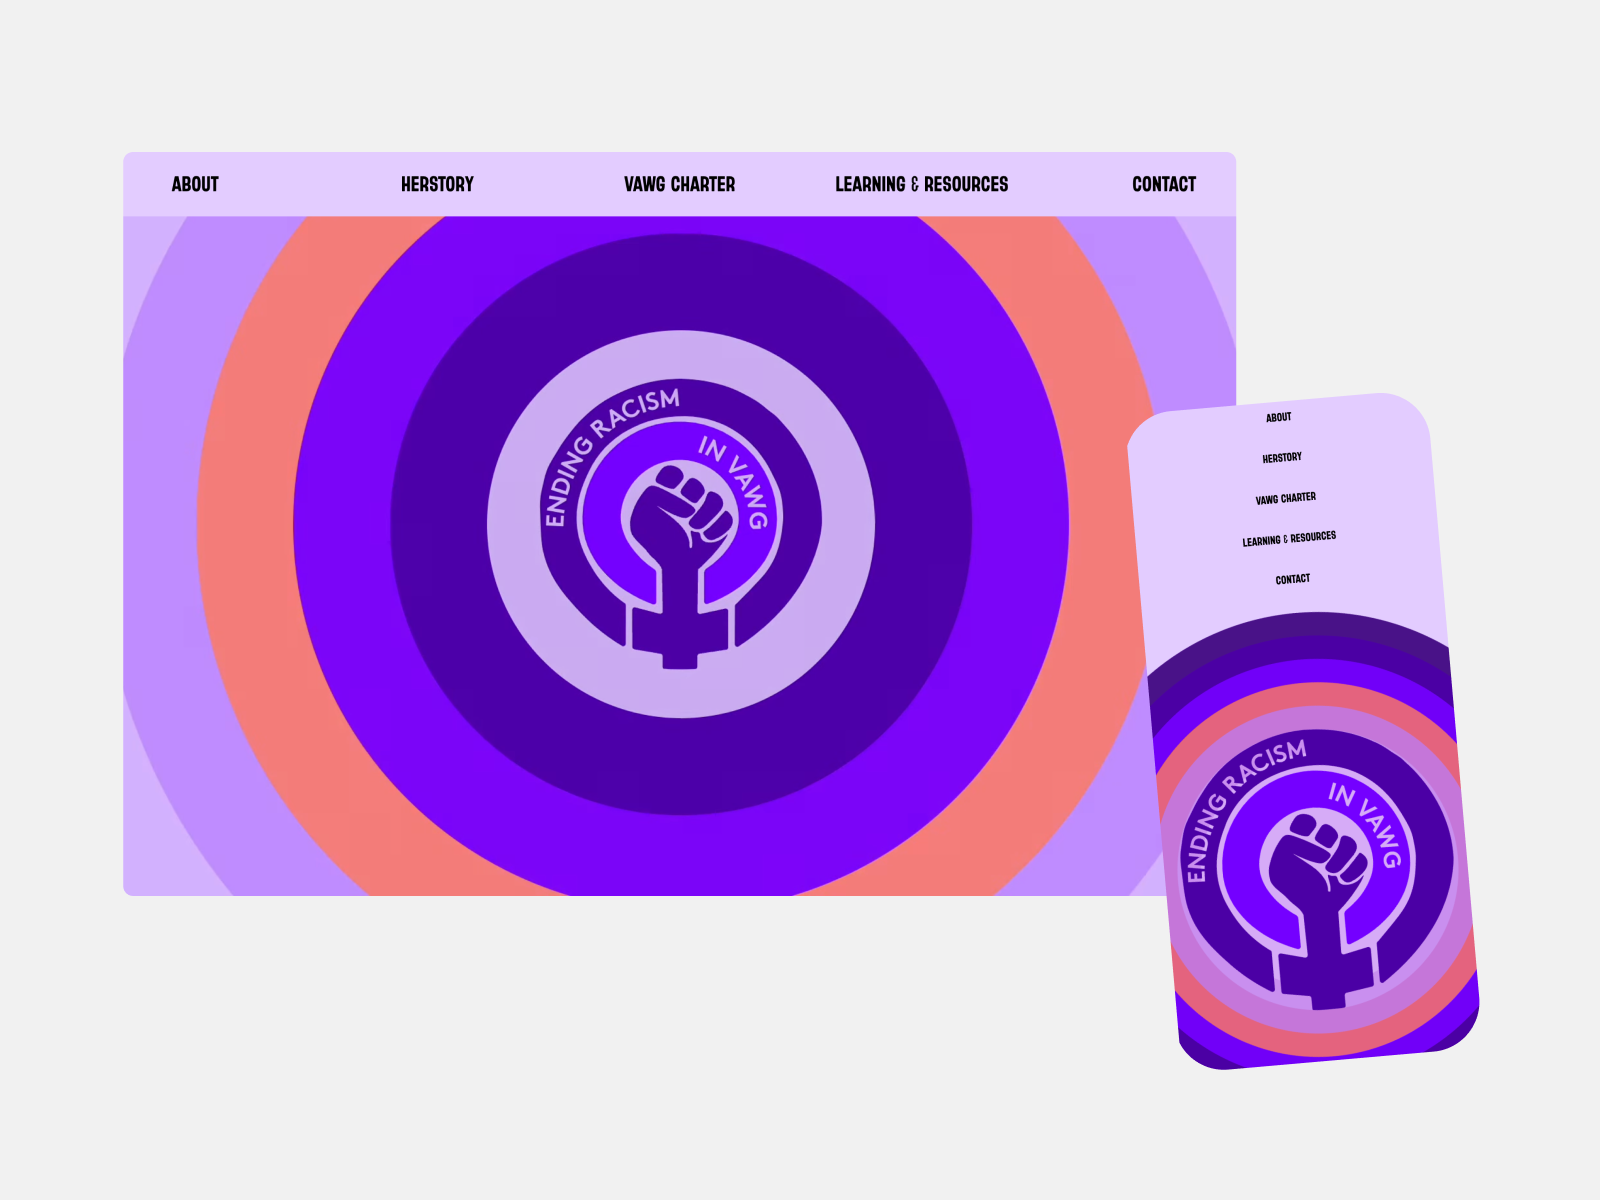 ABOUT HERSTORY VAWG CHARTER LEARNING & RESOURCES CONTACT
ENDING RACISM
IN VAWG
ABOUT
HERSTORY
VAWG CHARTER
LEARNING & RESOURCES
CONTACT
ENDING RACISM
IN VAWG